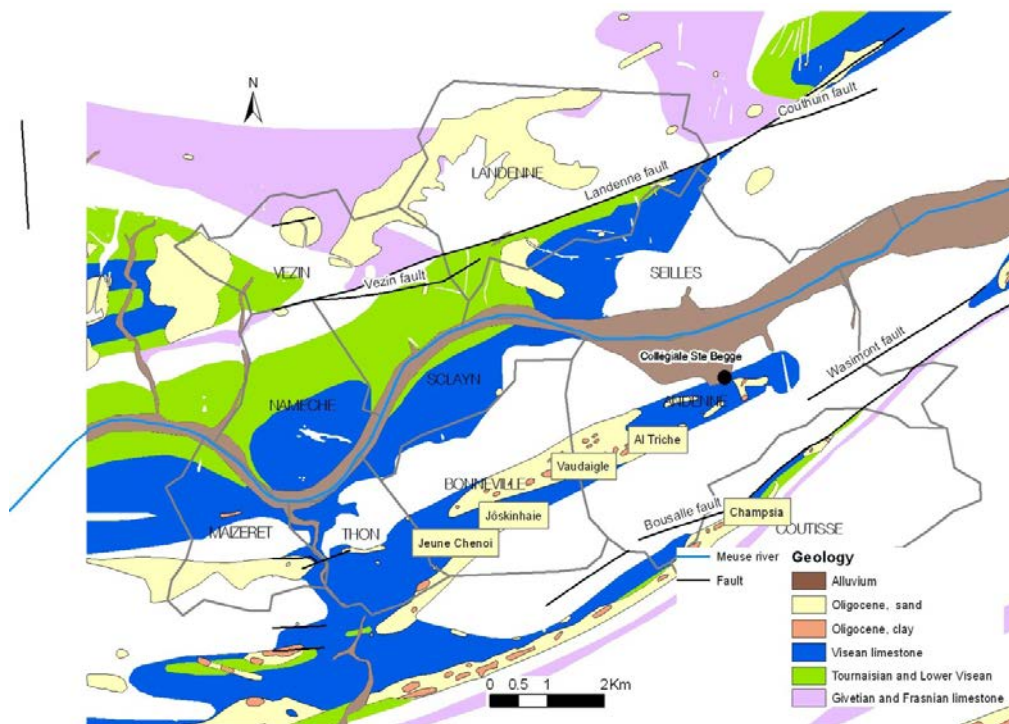 N
Couthuin fault
LANDENNE
Landenne fault
VEZIN
Vezin fault
SEILLES
Collégiale Ste Begge
Wasimont fault
SCLAYN
NAMECHE
ANDENNE
Al Triche
Vaudaigle
BONNEVILLE
Jôskinhaie
Bousalle fault
Champsia
MAIZERET
THON
Jeune Chenoi
COUTISSE
Meuse river
Fault
Geology
Alluvium
Oligocene, sand
Oligocene, clay
Visean limestone
Tournaisian and Lower Visean
Givetian and Frasnian limestone
0 0.5 1 2Km